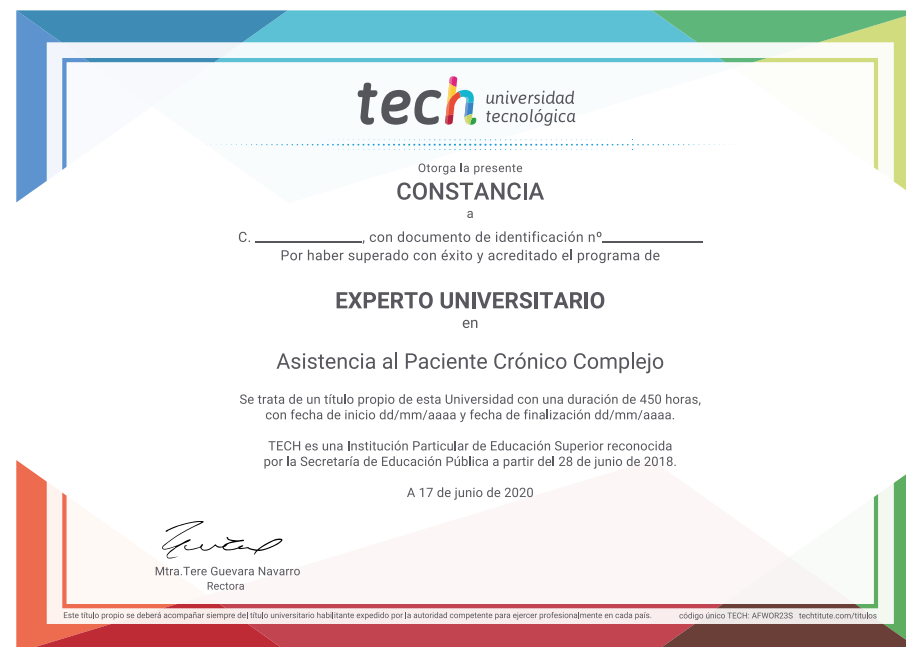 tech universidad
tecnológica
Otorga la presente
CONSTANCIA
a
C. ____________, con documento de identificación nº____________
Por haber superado con éxito y acreditado el programa de
EXPERTO UNIVERSITARIO
en
Asistencia al Paciente Crónico Complejo
Se trata de un título propio de esta Universidad con una duración de 450 horas,
con fecha de inicio dd/mm/aaaa y fecha de finalización dd/mm/aaaa.
TECH es una Institución Particular de Educación Superior reconocida
por la Secretaría de Educación Pública a partir del 28 de junio de 2018.
A 17 de junio de 2020
Mtra.Tere Guevara Navarro
Rectora
Este título propio se deberá acompañar siempre del título universitario habilitante expedido por la autoridad competente para ejercer profesionalmente en cada país. código único TECH: AFWOR23S techtitute.com/titulos